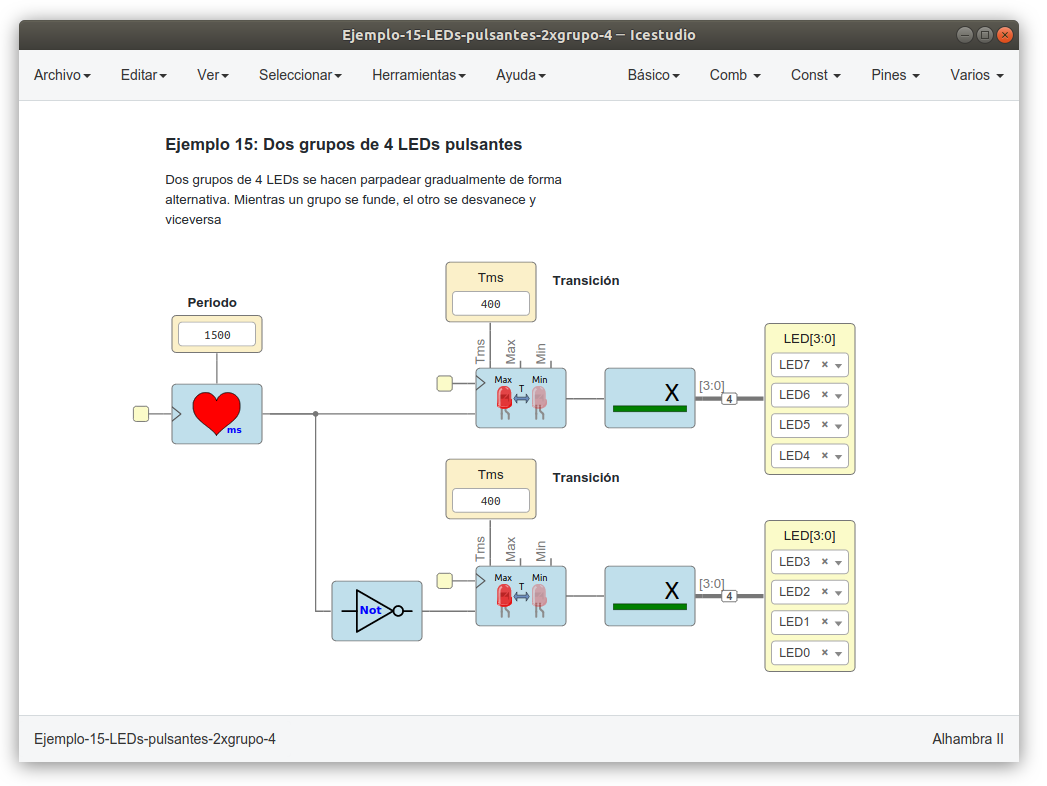 Ejemplo-15-LEDs-pulsantes-2xgrupo-4 — Icestudio
Archivo Editar Ver Seleccionar Herramientas Ayuda Básico Comb Const Pines Varios
Ejemplo 15: Dos grupos de 4 LEDs pulsantes
Dos grupos de 4 LEDs se hacen parpadear gradualmente de forma
alternativa. Mientras un grupo se funde, el otro se desvanece y
viceversa
Tms
400
Transición
Periodo
1500
ms
Tms
Max
Min
Max T Min
X
[3:0]
4
LED[3:0]
LED7
LED6
LED5
LED4
Tms
400
Transición
Not
Tms
Max
Min
Max T Min
X
[3:0]
4
LED[3:0]
LED3
LED2
LED1
LED0
Ejemplo-15-LEDs-pulsantes-2xgrupo-4 Alhambra II